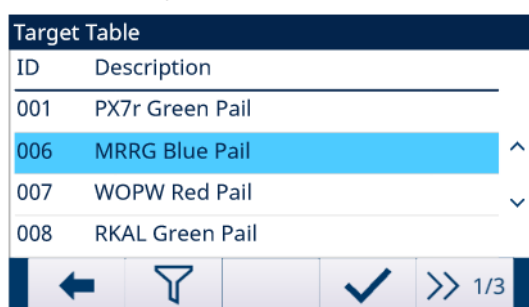 Target Table
ID Description
001 PX7r Green Pail
006 MRRG Blue Pail
007 WOPW Red Pail
008 RKAL Green Pail
1/3